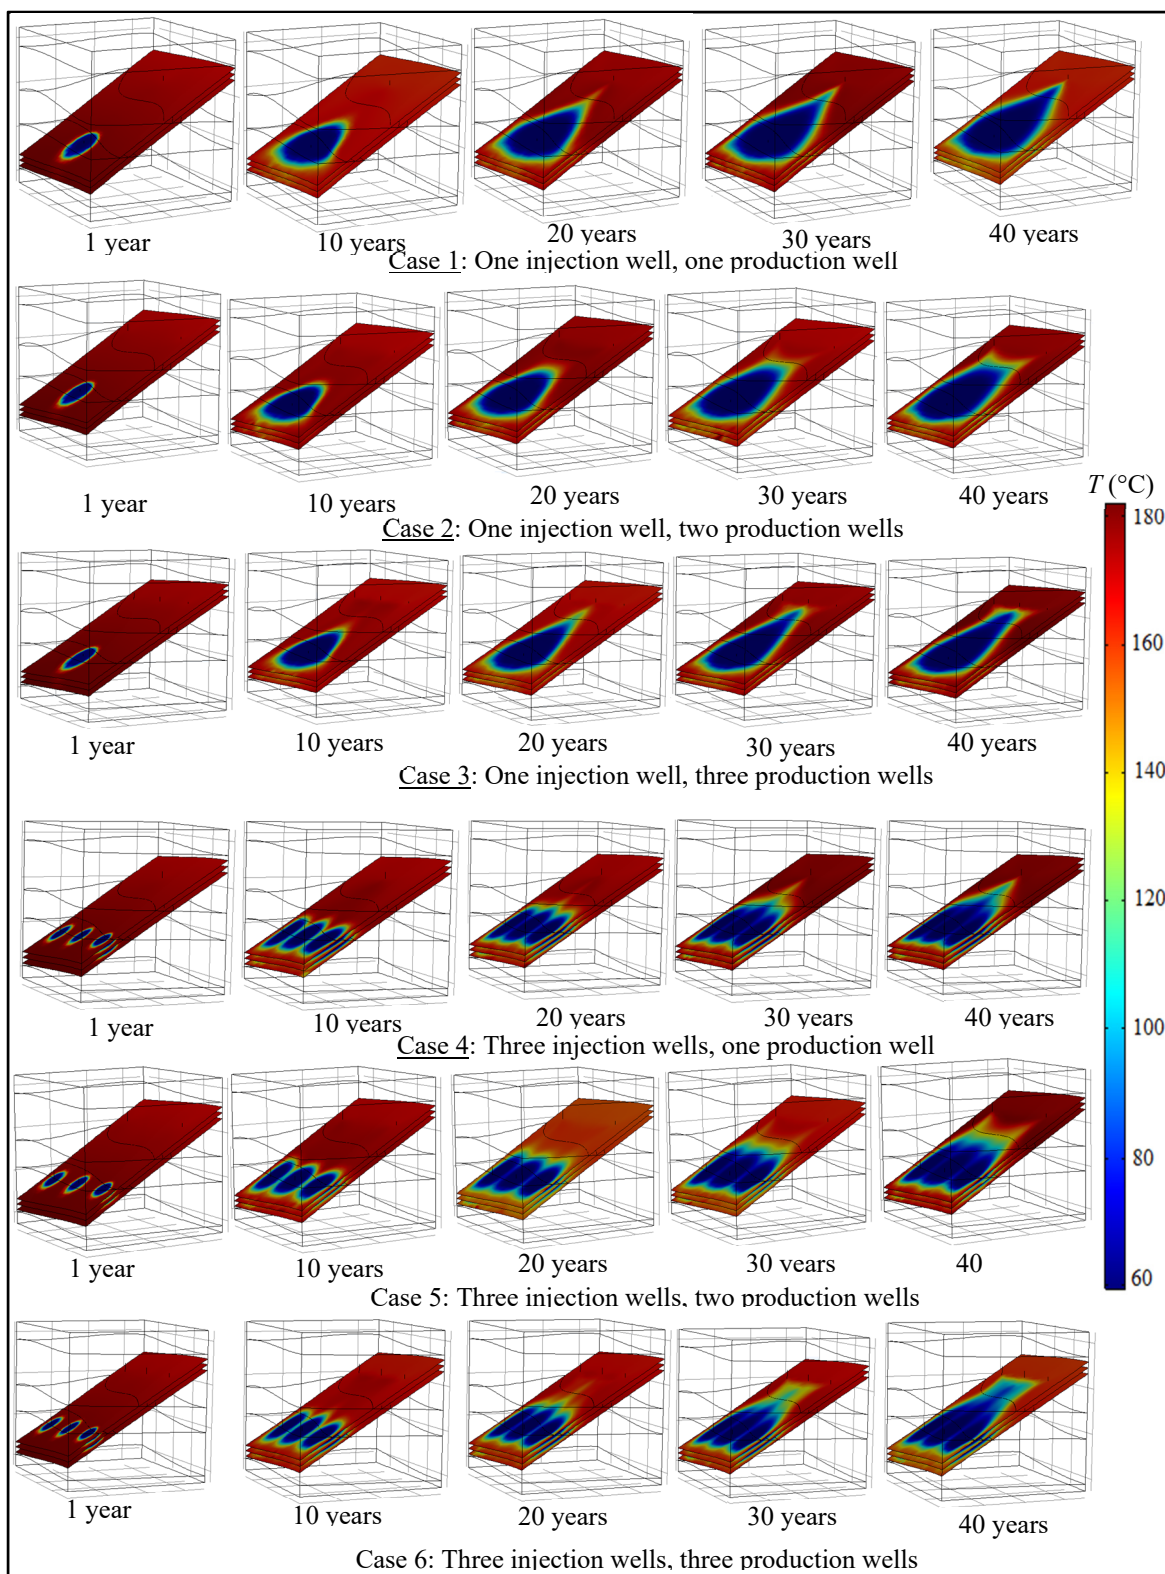 1 year
10 years
20 years
30 years
40 years
Case 1: One injection well, one production well
1 year
10 years
20 years
30 years
40 years
Case 2: One injection well, two production wells
T (°C)
180
160
140
120
100
80
60
1 year
10 years
20 years
30 years
40 years
Case 3: One injection well, three production wells
1 year
10 years
20 years
30 years
40 years
Case 4: Three injection wells, one production well
1 year
10 years
20 years
30 years
40
Case 5: Three injection wells, two production wells
1 year
10 years
20 years
30 years
40 years
Case 6: Three injection wells, three production wells